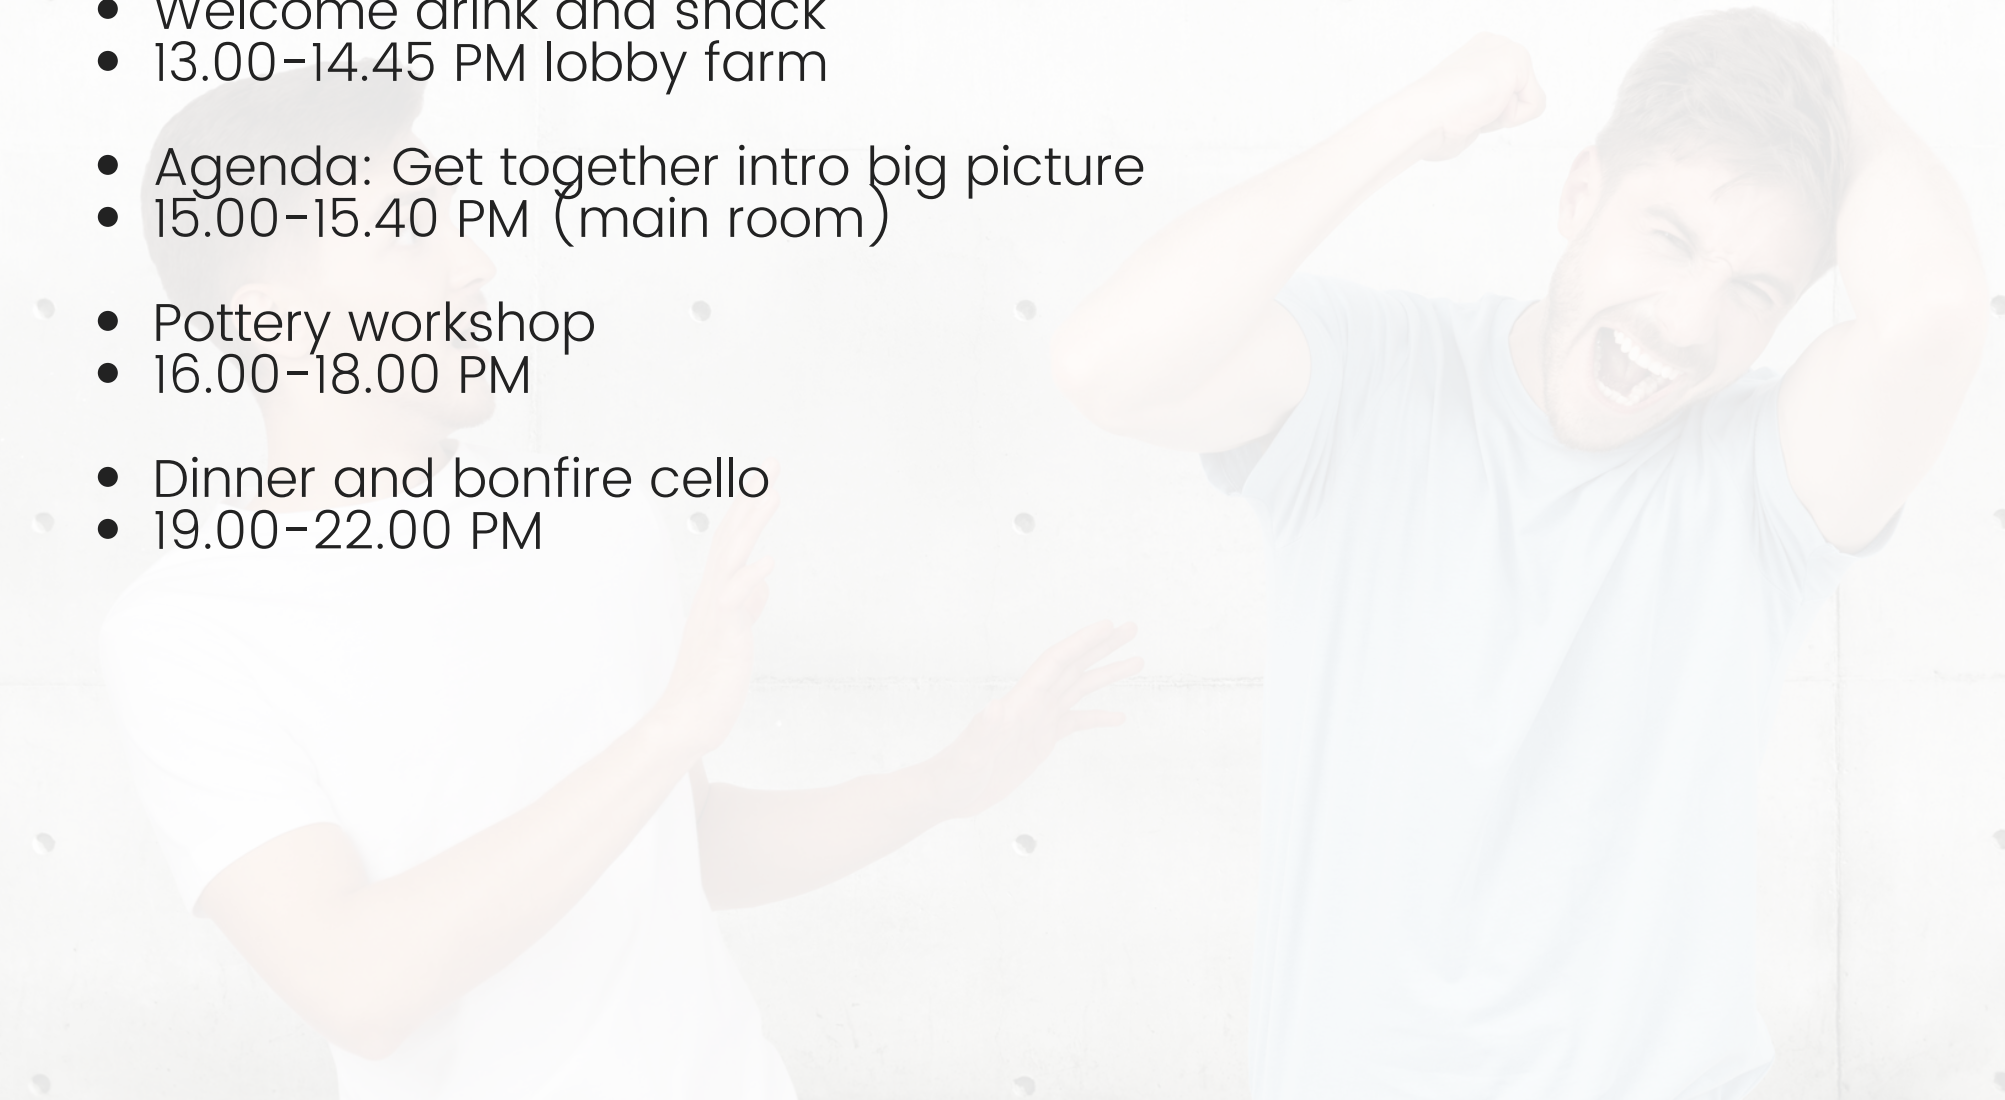 Welcome drink and snack
13.00-14.45 PM lobby farm
Agenda: Get together intro big picture
15.00-15.40 PM (main room)
Pottery workshop
16.00-18.00 PM
Dinner and bonfire cello
19.00-22.00 PM